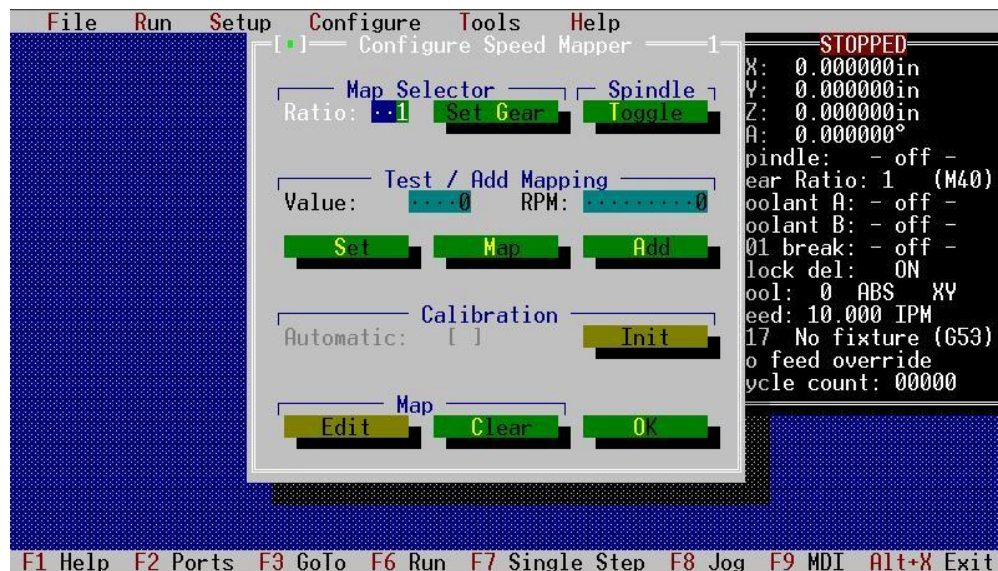 File Run Setup Configure Tools Help
[▪] Configure Speed Mapper 1
STOPPED
Map Selector Spindle
Ratio: ··1 Set Gear Toggle
Test / Add Mapping
Value: ····0 RPM: ·········0
Set Map Add
Calibration
Automatic: [ ] Init
Map
Edit Clear OK
X: 0.000000in
Y: 0.000000in
Z: 0.000000in
A: 0.000000°
pindle: - off -
ear Ratio: 1 (M40)
oolant A: - off -
oolant B: - off -
01 break: - off -
lock del: ON
ool: 0 ABS XY
eed: 10.000 IPM
17 No fixture (G53)
o feed override
ycle count: 00000
F1 Help F2 Ports F3 GoTo F6 Run F7 Single Step F8 Jog F9 MDI Alt+X Exit